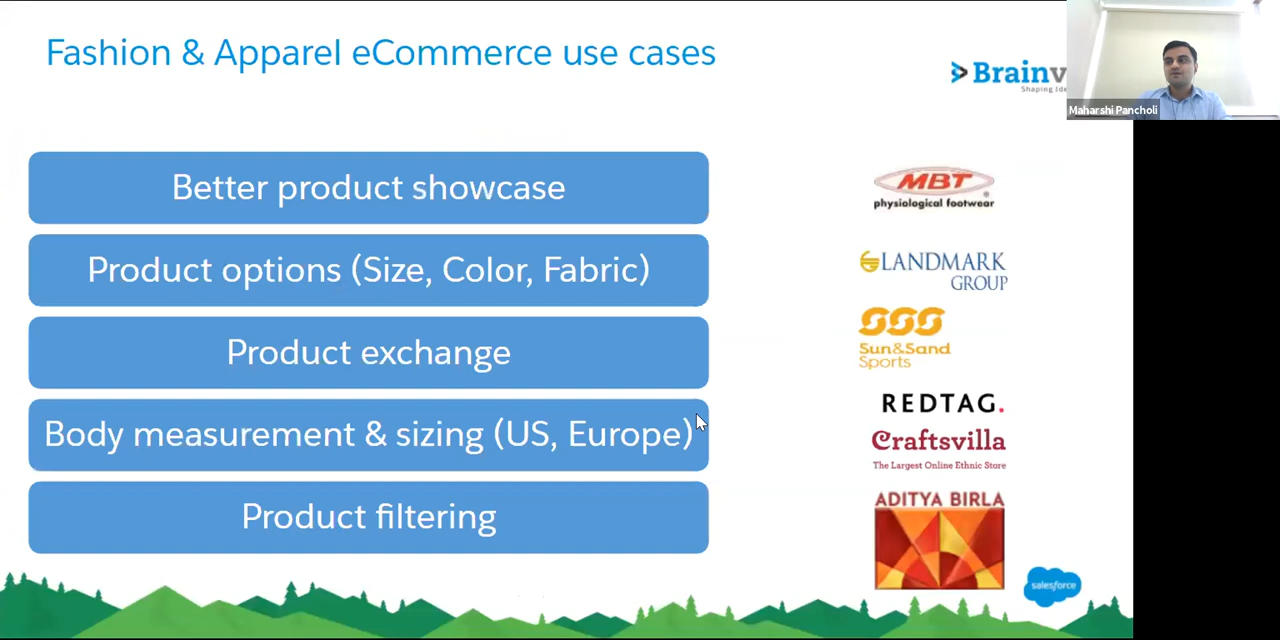 Fashion & Apparel eCommerce use cases
Brainv
Shaping Ide
Maharshi Pancholi
Better product showcase
Product options (Size, Color, Fabric)
Product exchange
Body measurement & sizing (US, Europe)
Product filtering
MBT
physiological footwear
LANDMARK
GROUP
Sun&Sand
Sports
REDTAG.
Craftsvilla
The Largest Online Ethnic Store
ADITYA BIRLA
salesforce